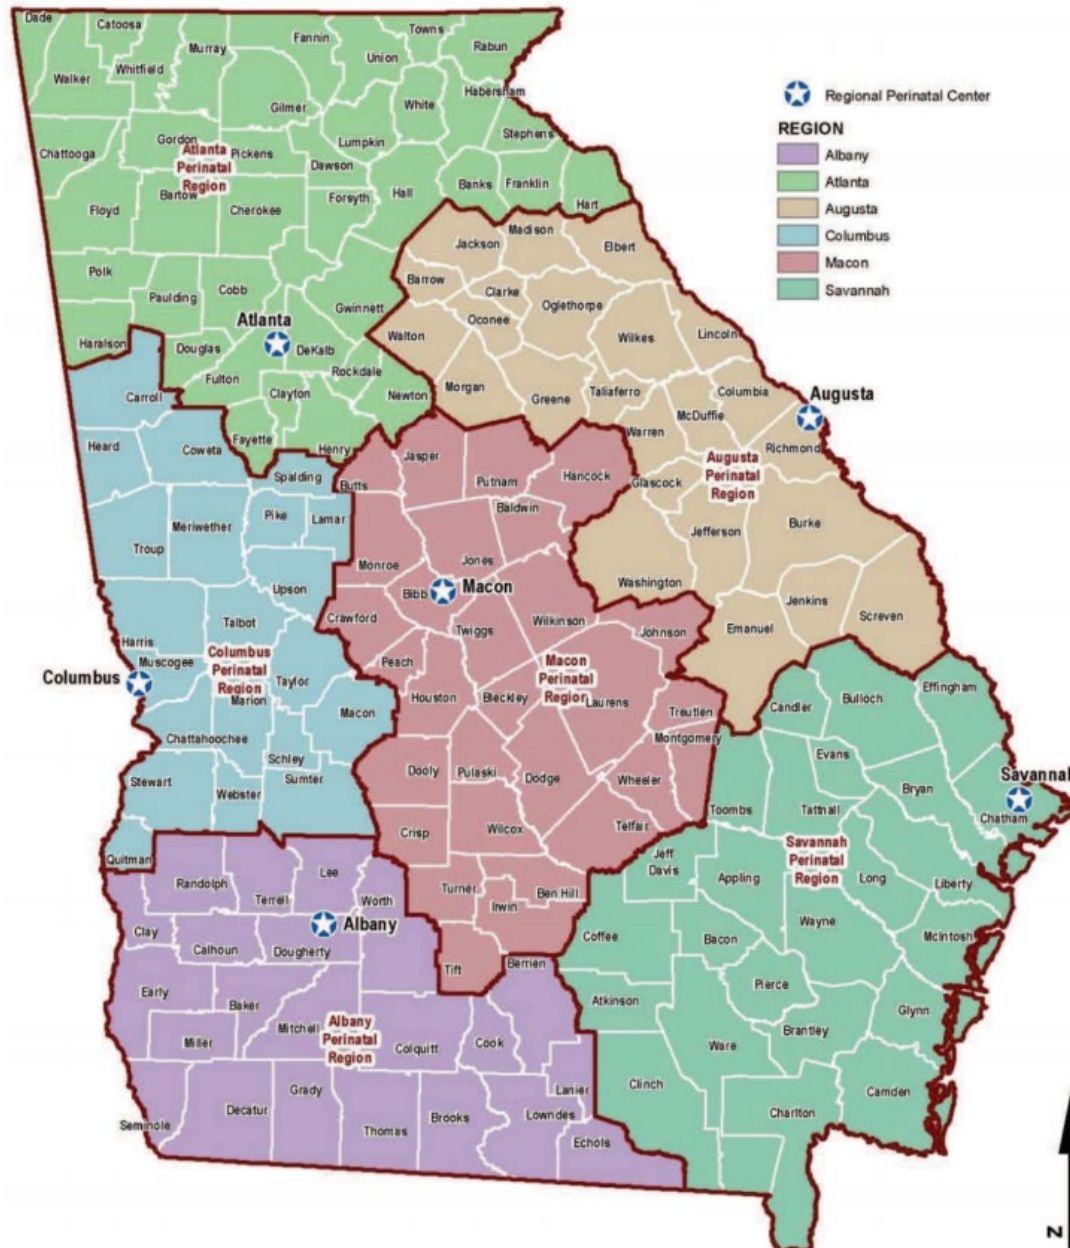 Dade
Catoosa
Fannin
Towns
Murray
Union
Rabun
Walker
Whitfield
Habersham
White
Gilmer
Stephens
Lumpkin
Gordon
Chattooga
Pickens
Dawson
Atlanta
Perinatal
Region
Banks
Franklin
Hall
Forsyth
Bartow
Hart
Floyd
Cherokee
Polk
Paulding
Cobb
Gwinnett
Atlanta
Haralson
Douglas
DeKalb
Rockdale
Fulton
Clayton
Newton
Fayette
Henry
Regional Perinatal Center
REGION
Albany
Atlanta
Augusta
Columbus
Macon
Savannah
Jackson
Madison
Elbert
Barrow
Clarke
Oglethorpe
Oconee
Walton
Wilkes
Lincoln
Morgan
Greene
Taliaferro
Columbia
McDuffie
Augusta
Warren
Richmond
Augusta
Perinatal
Region
Glascock
Jefferson
Burke
Washington
Jenkins
Screven
Emanuel
Carroll
Heard
Coweta
Spalding
Meriwether
Pike
Lamar
Troup
Upson
Talbot
Harris
Muscogee
Columbus
Columbus
Perinatal
Region
Taylor
Marion
Macon
Chattahoochee
Schley
Stewart
Sumter
Webster
Quitman
Butts
Jasper
Putnam
Hancock
Baldwin
Monroe
Jones
Bibb
Macon
Crawford
Twiggs
Wilkinson
Johnson
Peach
Macon
Perinatal
Region
Houston
Bleckley
Laurens
Treutlen
Montgomery
Dooly
Pulaski
Dodge
Wheeler
Crisp
Wilcox
Telfair
Turner
Irwin
Ben Hill
Tift
Candler
Bulloch
Effingham
Evans
Bryan
Savannah
Chatham
Toombs
Tattnall
Savannah
Perinatal
Region
Jeff
Davis
Appling
Long
Liberty
Wayne
Coffee
Bacon
McIntosh
Pierce
Atkinson
Glynn
Brantley
Ware
Clinch
Camden
Charlton
Randolph
Lee
Terrell
Worth
Albany
Clay
Calhoun
Dougherty
Berrien
Early
Baker
Mitchell
Albany
Perinatal
Region
Miller
Colquitt
Cook
Grady
Lanier
Decatur
Brooks
Lowndes
Seminole
Thomas
Echols
N